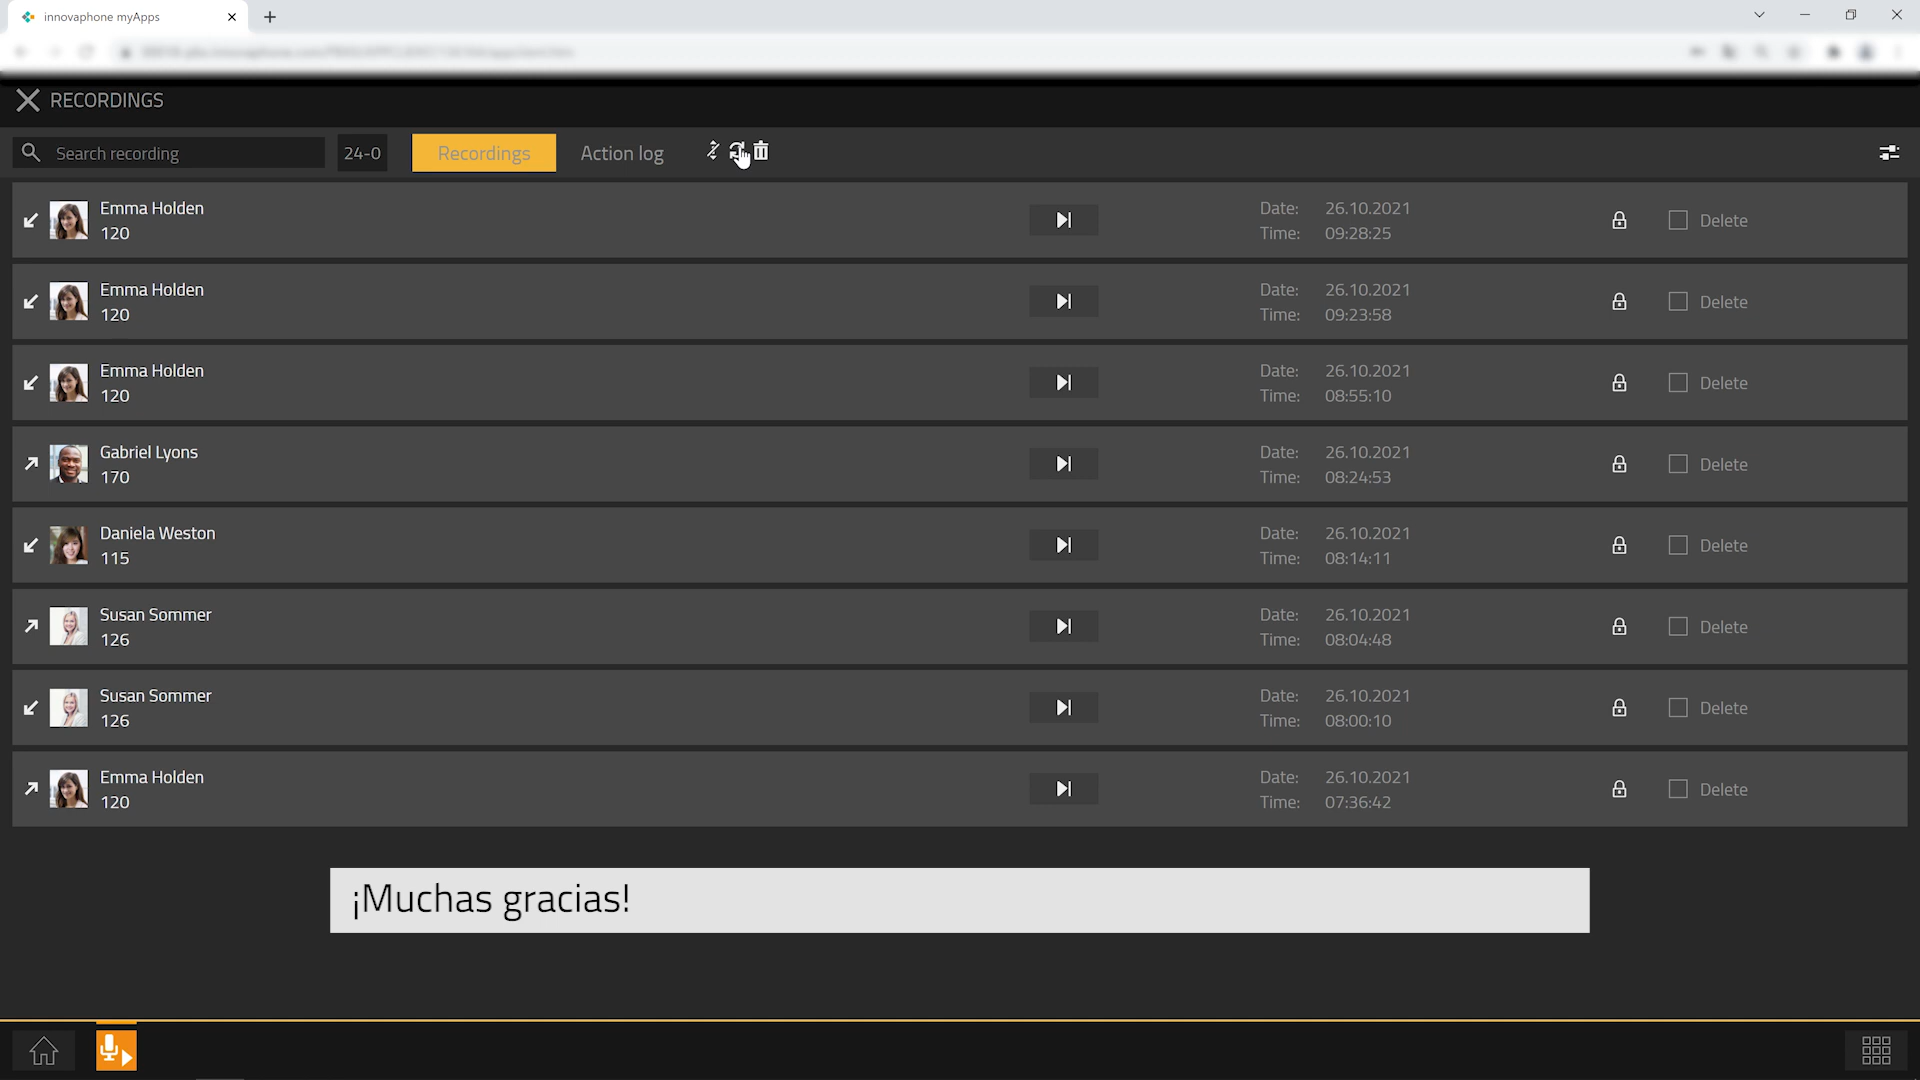 innovaphone myApps
RECORDINGS
Search recording
24-0
Recordings
Action log
Emma Holden
120
Date: 26.10.2021
Time: 09:28:25
Delete
Emma Holden
120
Date: 26.10.2021
Time: 09:23:58
Delete
Emma Holden
120
Date: 26.10.2021
Time: 08:55:10
Delete
Gabriel Lyons
170
Date: 26.10.2021
Time: 08:24:53
Delete
Daniela Weston
115
Date: 26.10.2021
Time: 08:14:11
Delete
Susan Sommer
126
Date: 26.10.2021
Time: 08:04:48
Delete
Susan Sommer
126
Date: 26.10.2021
Time: 08:00:10
Delete
Emma Holden
120
Date: 26.10.2021
Time: 07:36:42
Delete
¡Muchas gracias!